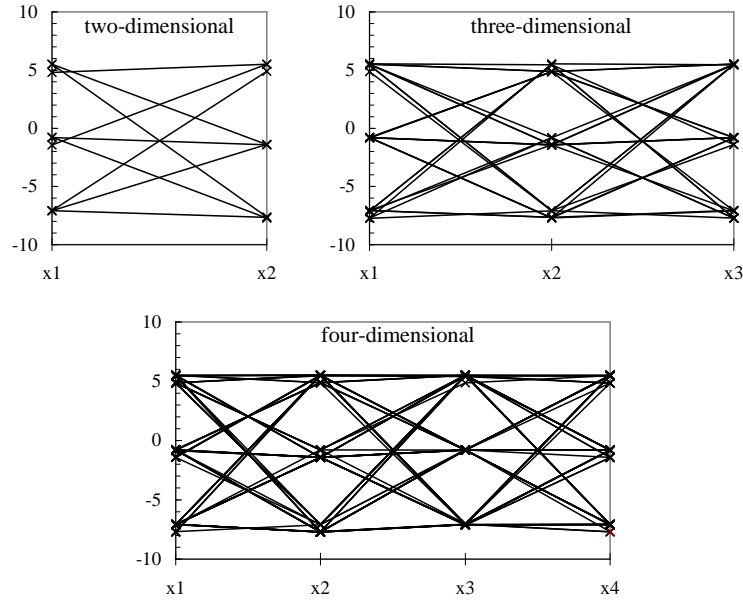 two-dimensional
10
5
0
-5
-10
x1 x2
three-dimensional
10
5
0
-5
-10
x1 x2 x3
four-dimensional
10
5
0
-5
-10
x1 x2 x3 x4